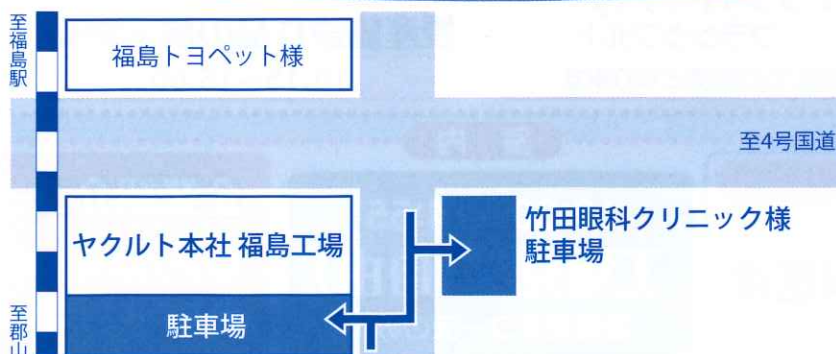 至福島駅
福島トヨペット様
至4号国道
ヤクルト本社 福島工場
竹田眼科クリニック様
駐車場
駐車場
至郡山